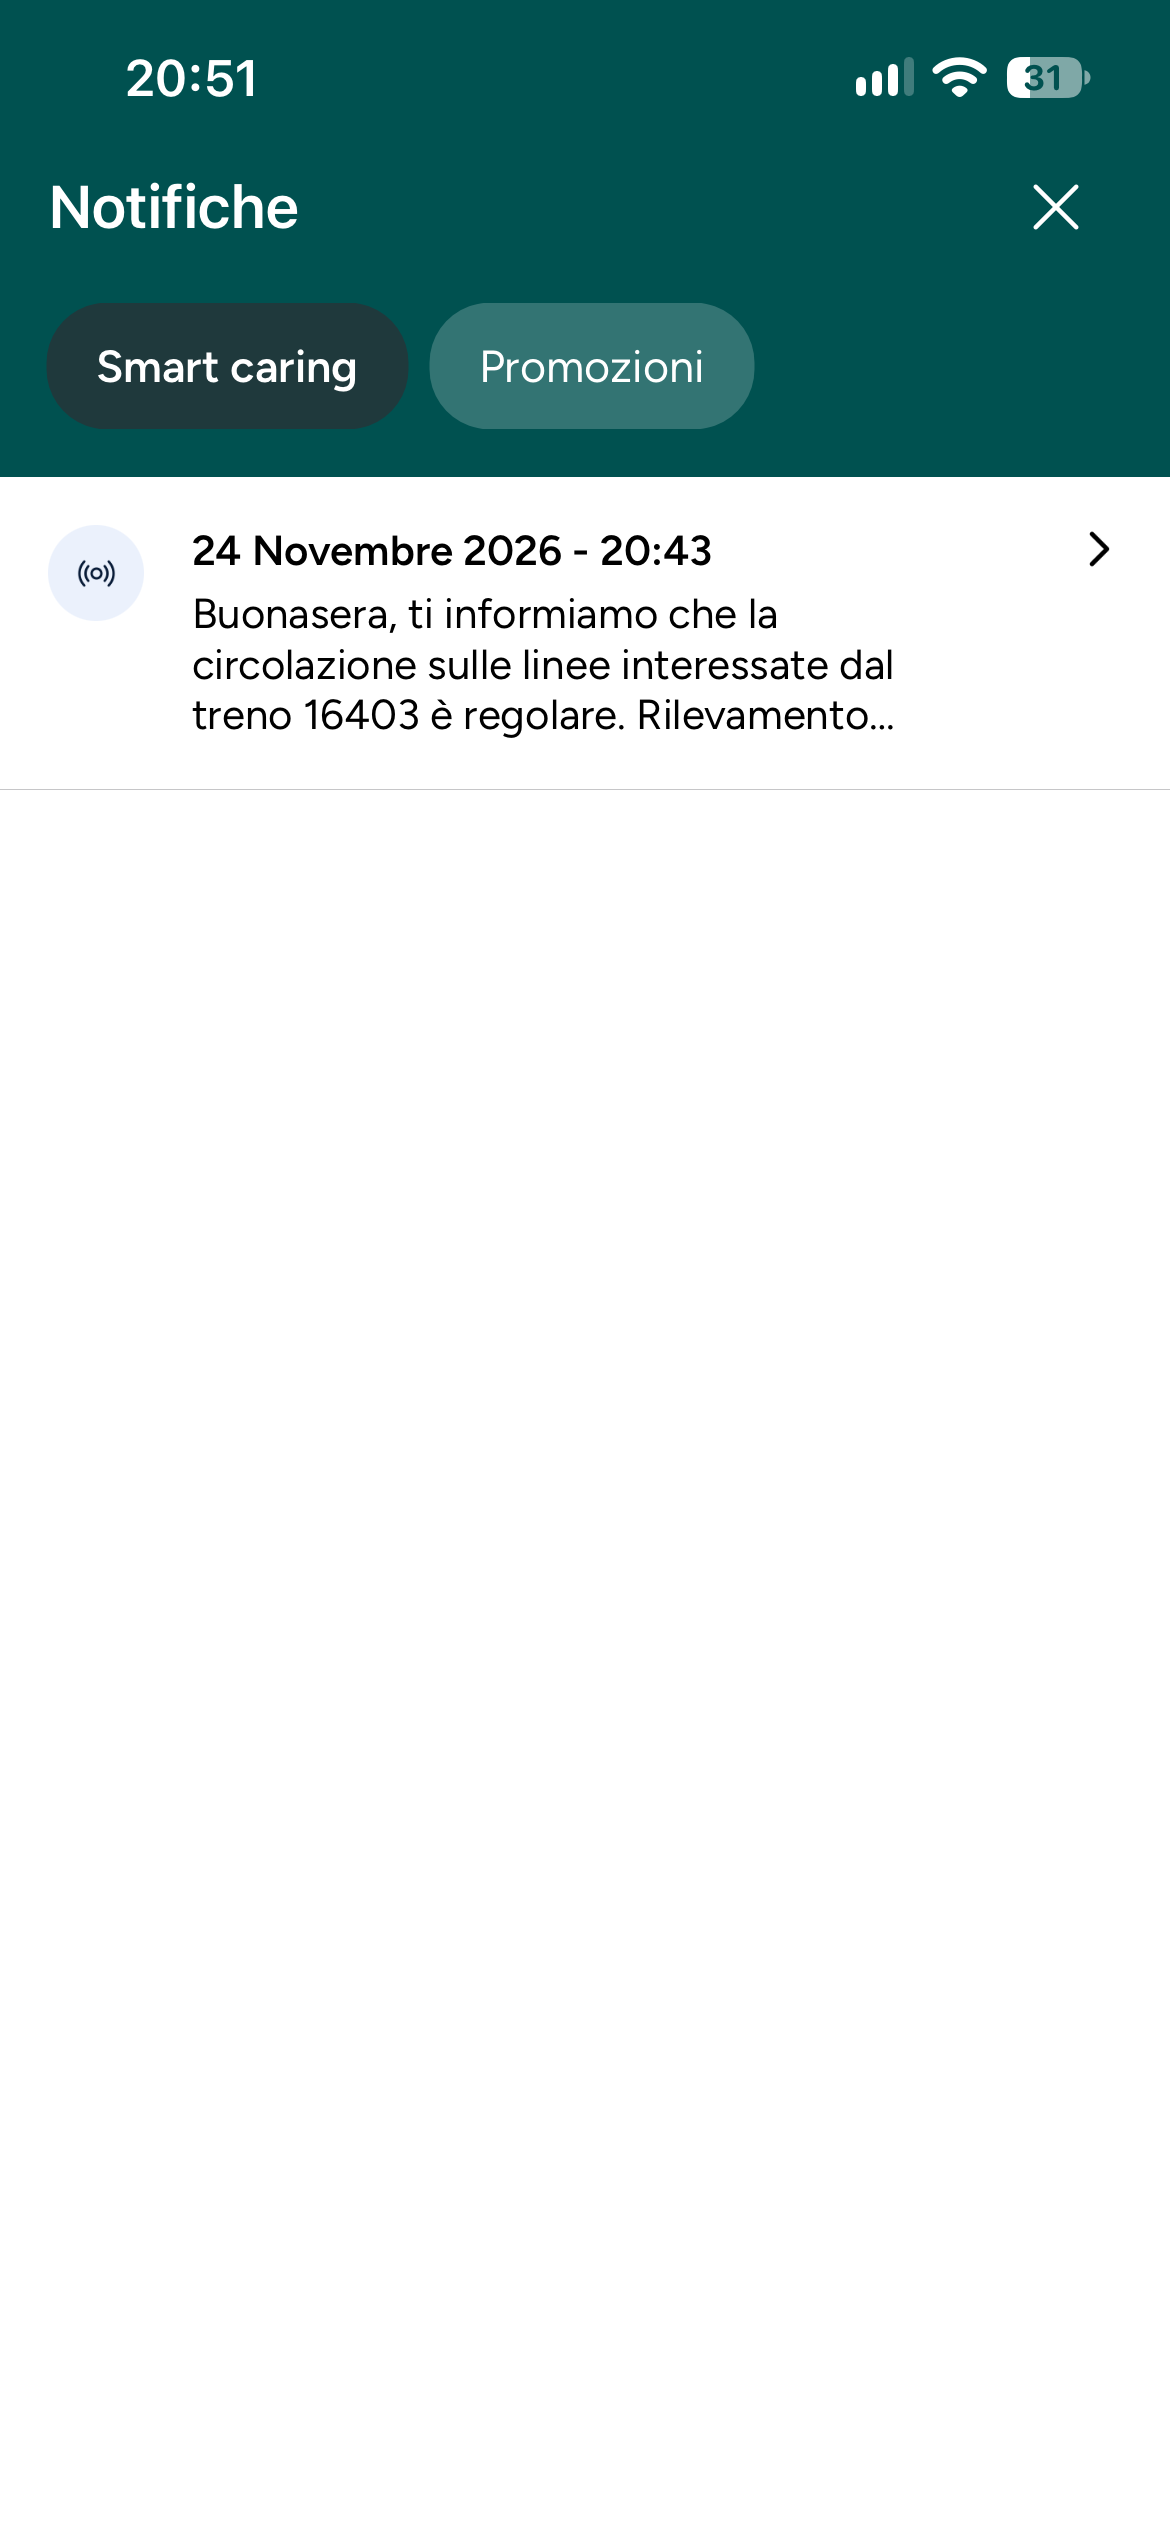 20:51
31
Notifiche
Smart caring
Promozioni
24 Novembre 2026 - 20:43
Buonasera, ti informiamo che la
circolazione sulle linee interessate dal
treno 16403 è regolare. Rilevamento...